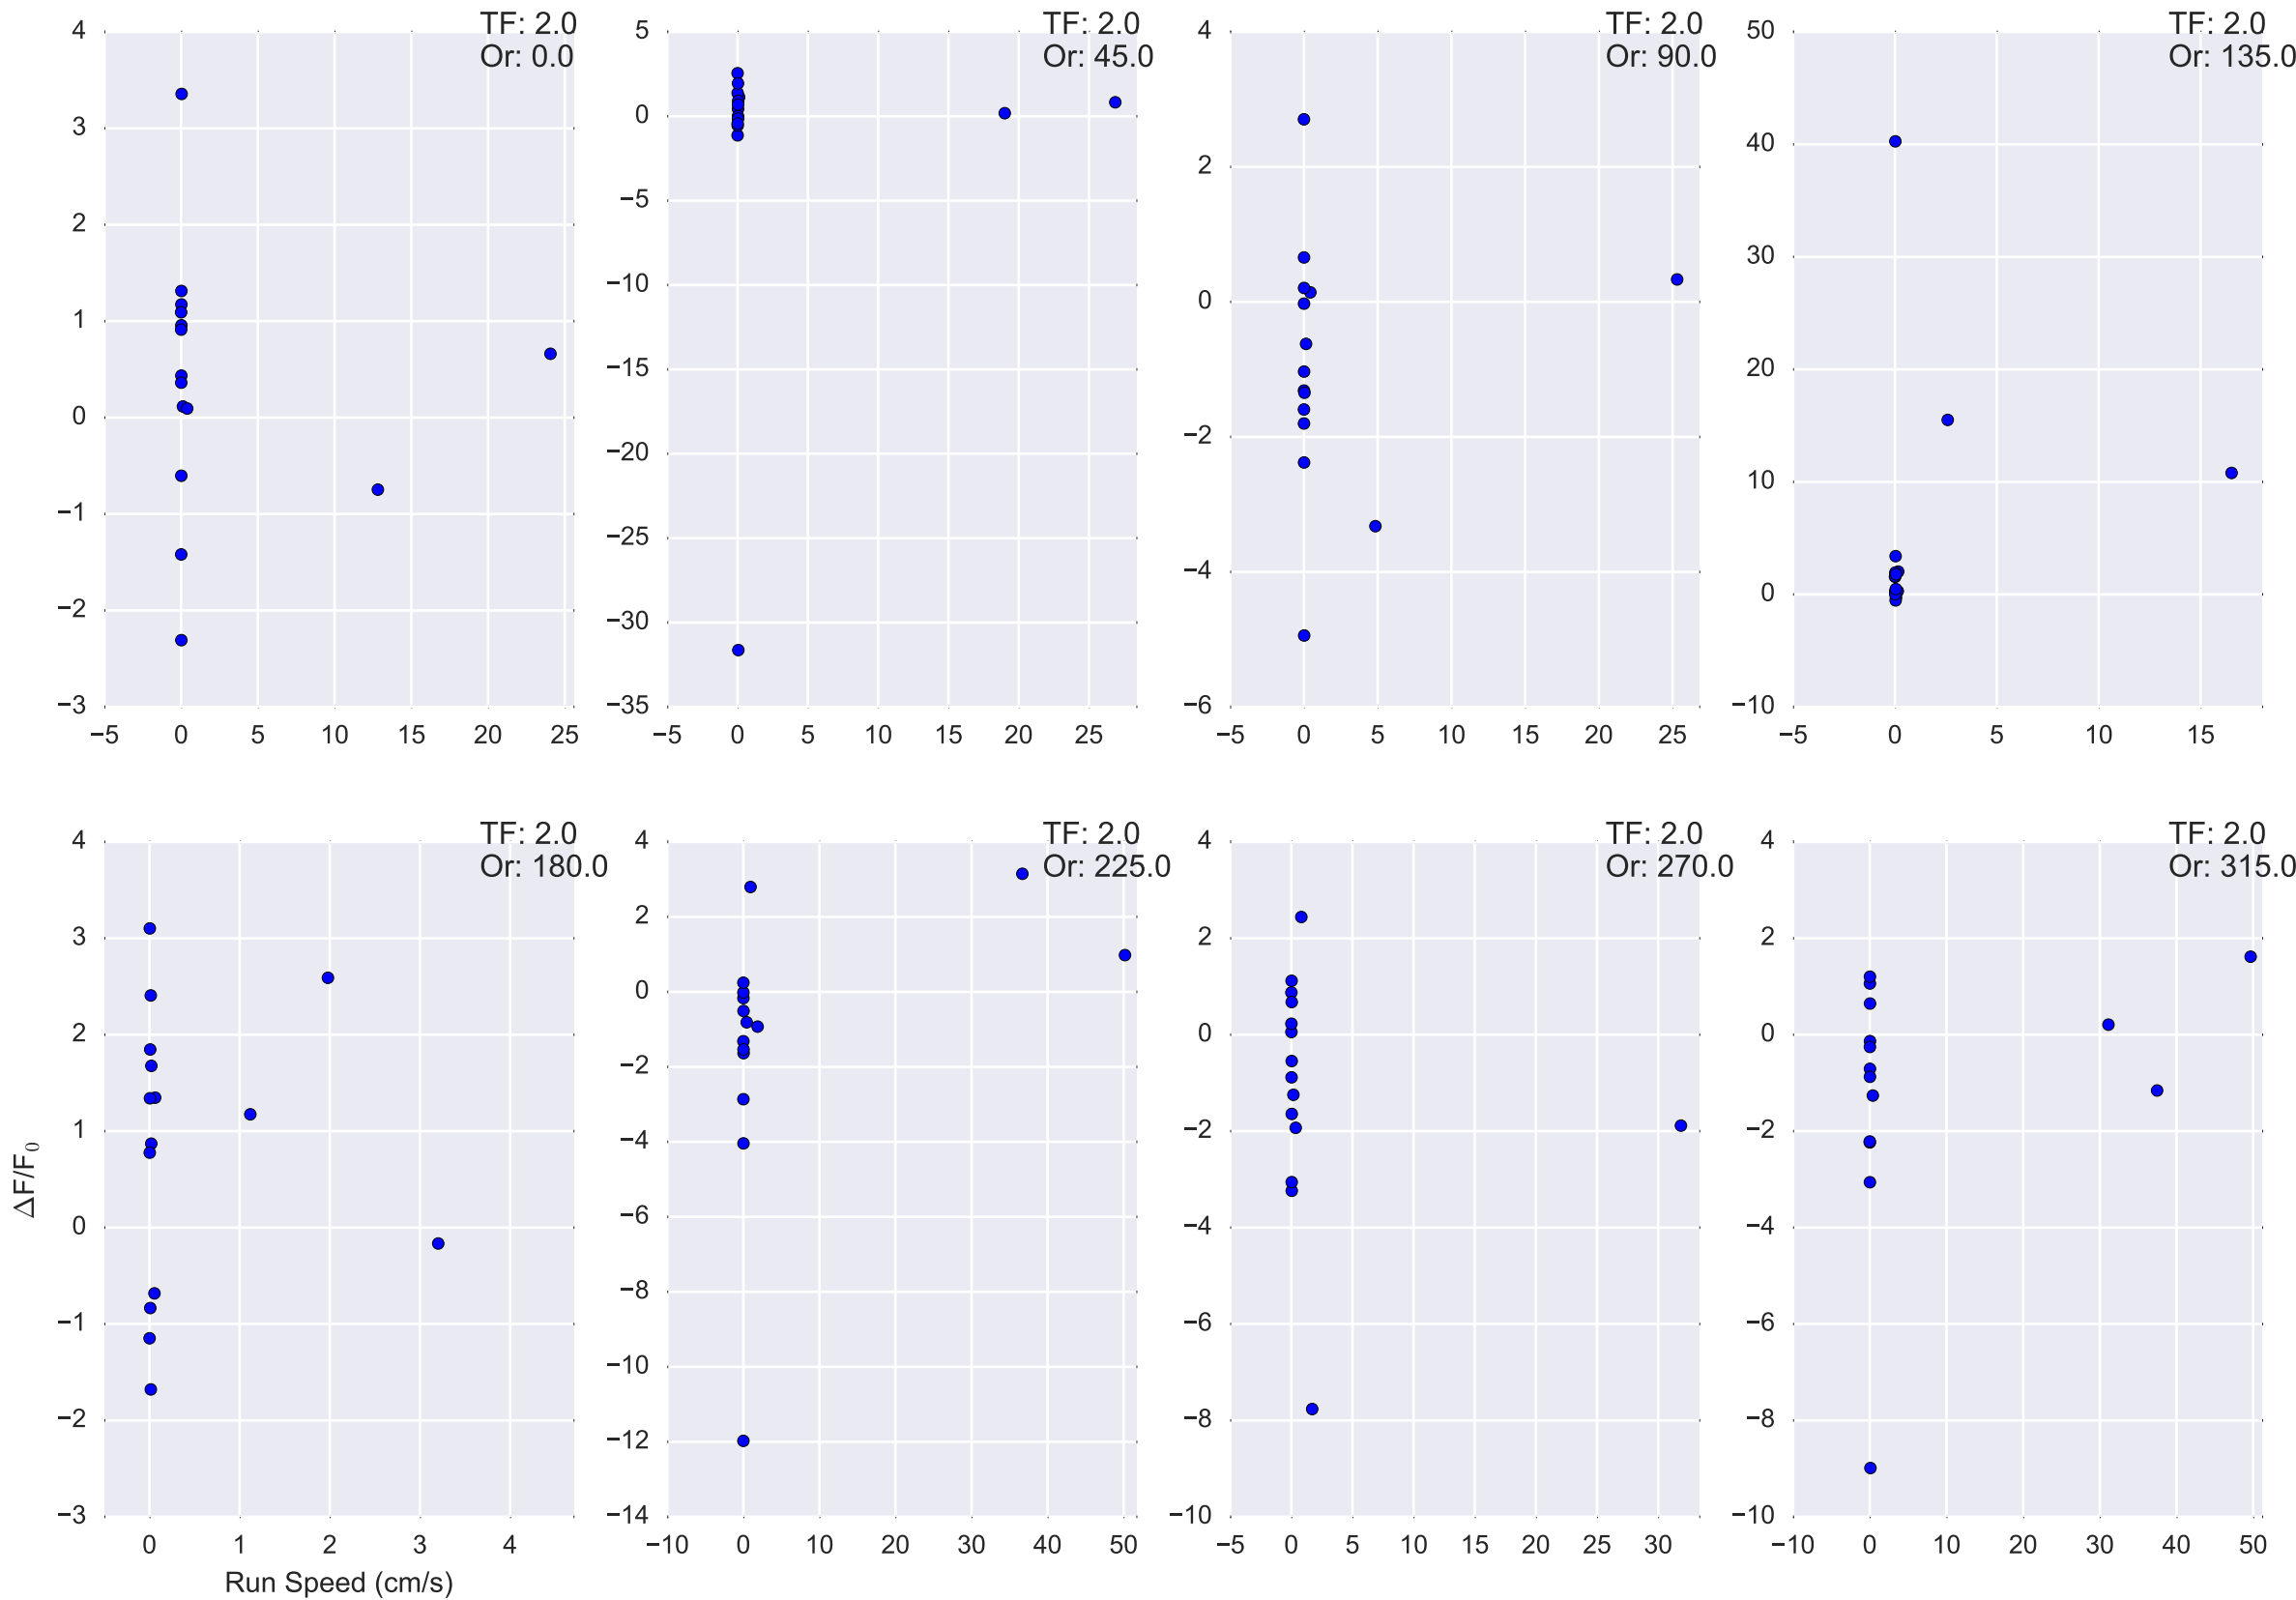 TF: 2.0
Or: 0.0
4
3
2
1
0
−1
−2
−3
−5 0 5 10 15 20 25
TF: 2.0
Or: 45.0
5
0
−5
−10
−15
−20
−25
−30
−35
−5 0 5 10 15 20 25
TF: 2.0
Or: 90.0
4
2
0
−2
−4
−6
−5 0 5 10 15 20 25
TF: 2.0
Or: 135.0
50
40
30
20
10
0
−10
−5 0 5 10 15
TF: 2.0
Or: 180.0
4
3
2
1
0
−1
−2
−3
0 1 2 3 4
ΔF/F₀
Run Speed (cm/s)
TF: 2.0
Or: 225.0
4
2
0
−2
−4
−6
−8
−10
−12
−14
−10 0 10 20 30 40 50
TF: 2.0
Or: 270.0
4
2
0
−2
−4
−6
−8
−10
−5 0 5 10 15 20 25 30
TF: 2.0
Or: 315.0
4
2
0
−2
−4
−6
−8
−10
−10 0 10 20 30 40 50